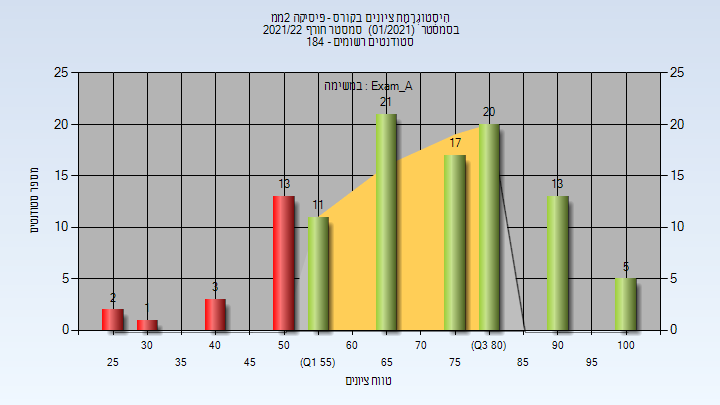 היסטוגרמת ציונים בקורס - פיסיקה 2ממ
בסמסטר (01/2021) סמסטר חורף 2021/22
סטודנטים רשומים - 184
במשימה : Exam_A
מספר סטודנטים
25 20 15 10 5 0
2 1 3 13 11 21 17 20 13 5
25 20 15 10 5 0
30 40 50 60 70 (Q3 80) 90 100
25 35 45 (Q1 55) 65 75 85 95
טווח ציונים